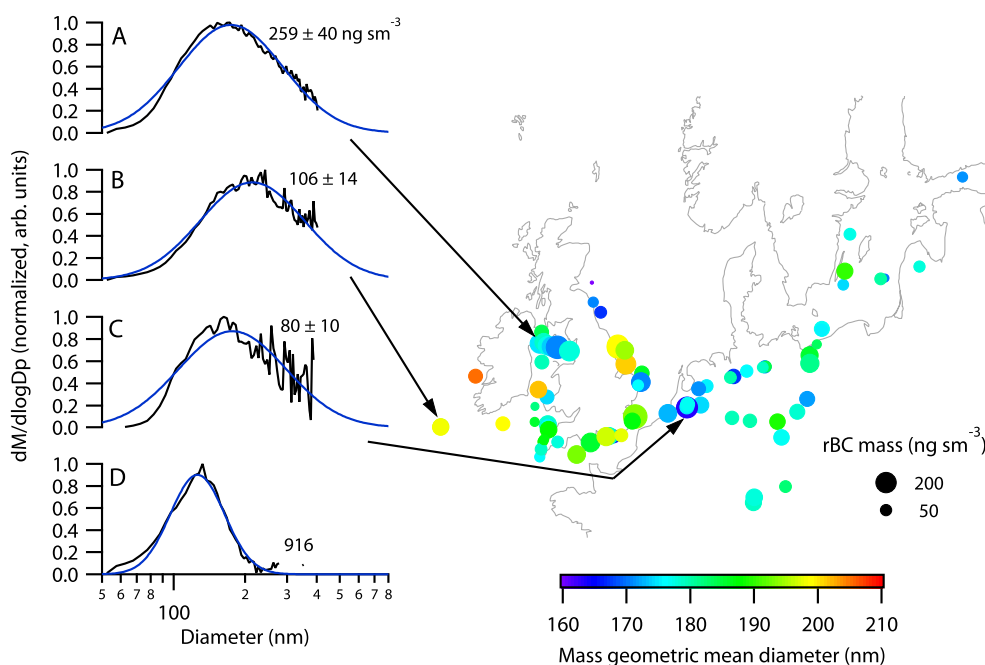 dM/dlogDp (normalized, arb. units)
A
259 ± 40 ng sm⁻³
1.0
0.8
0.6
0.4
0.2
0.0
B
106 ± 14
1.0
0.8
0.6
0.4
0.2
0.0
C
80 ± 10
1.0
0.8
0.6
0.4
0.2
0.0
D
916
1.0
0.8
0.6
0.4
0.2
0.0
5 6 7 8 2 3 4 5 6 7 8
100
Diameter (nm)
rBC mass (ng sm⁻³)
200
50
160 170 180 190 200 210
Mass geometric mean diameter (nm)